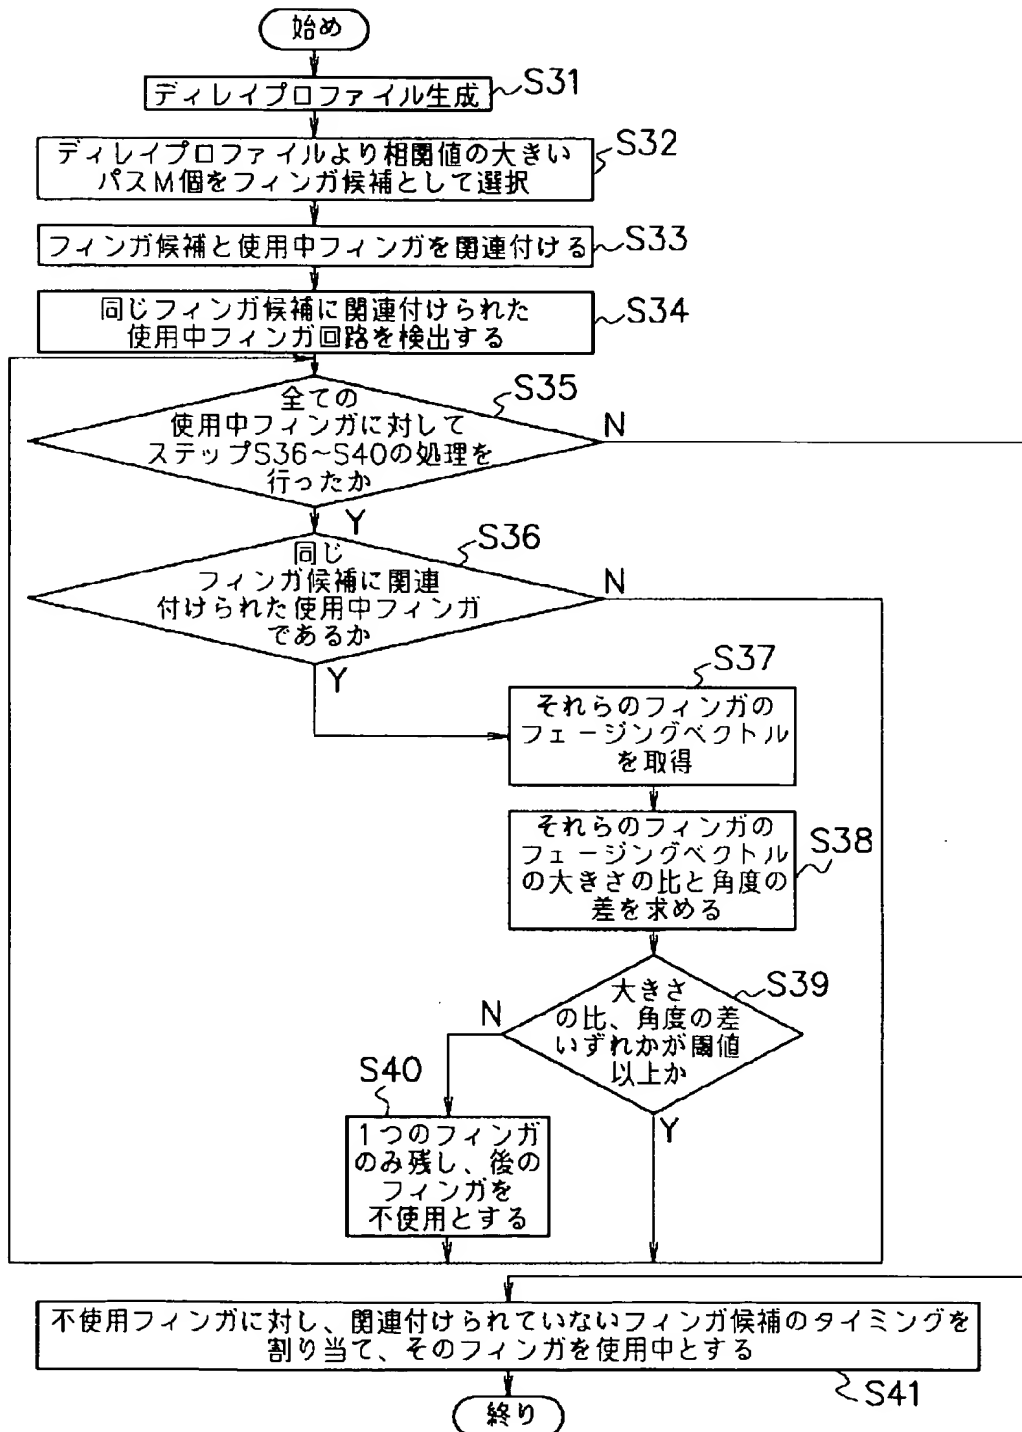 始め
ディレイプロファイル生成
S31
ディレイプロファイルより相関値の大きい
パスM個をフィンガ候補として選択
S32
フィンガ候補と使用中フィンガを関連付ける
S33
同じフィンガ候補に関連付けられた
使用中フィンガ回路を検出する
S34
全ての
使用中フィンガに対して
ステップS36~S40の処理を
行ったか
S35
N
Y
同じ
フィンガ候補に関連
付けられた使用中フィンガ
であるか
S36
N
Y
それらのフィンガの
フェージングベクトル
を取得
S37
それらのフィンガの
フェージングベクトル
の大きさの比と角度の
差を求める
S38
大きさ
の比、角度の差
いずれかが閾値
以上か
S39
N
Y
S40
1つのフィンガ
のみ残し、後の
フィンガを
不使用とする
不使用フィンガに対し、関連付けられていないフィンガ候補のタイミングを
割り当て、そのフィンガを使用中とする
S41
終り